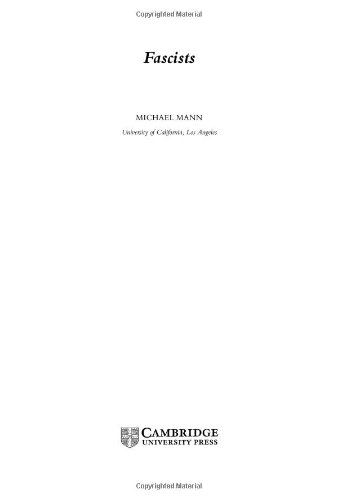 Copyrighted Material
Fascists
MICHAEL MANN
University of California, Los Angeles
CAMBRIDGE
UNIVERSITY PRESS
Copyrighted Material